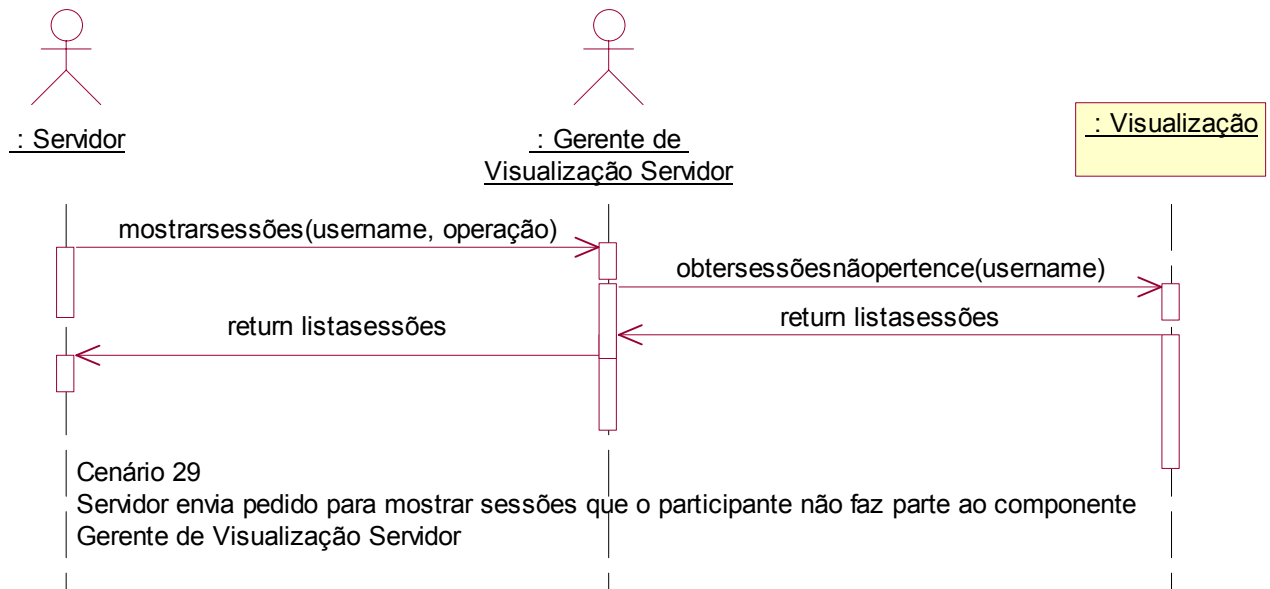 : Servidor
: Gerente de
Visualização Servidor
: Visualização
mostrarsessões(username, operação)
obtersessõesnãopertence(username)
return listasessões
return listasessões
Cenário 29
Servidor envia pedido para mostrar sessões que o participante não faz parte ao componente
Gerente de Visualização Servidor